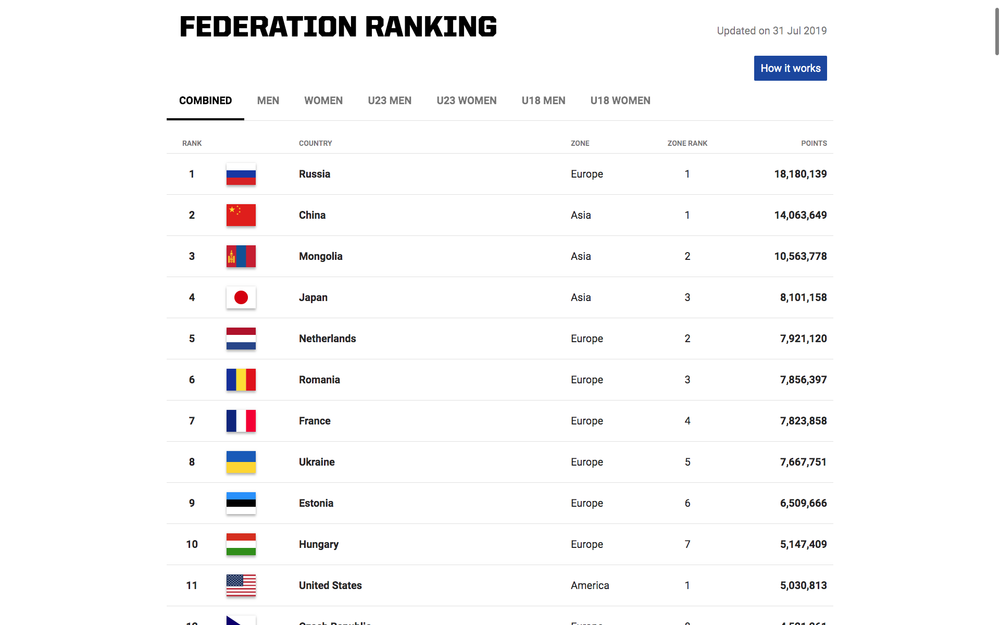 FEDERATION RANKING
Updated on 31 Jul 2019
How it works
COMBINED MEN WOMEN U23 MEN U23 WOMEN U18 MEN U18 WOMEN
RANK COUNTRY ZONE ZONE RANK POINTS
1 Russia Europe 1 18,180,139
2 China Asia 1 14,063,649
3 Mongolia Asia 2 10,563,778
4 Japan Asia 3 8,101,158
5 Netherlands Europe 2 7,921,120
6 Romania Europe 3 7,856,397
7 France Europe 4 7,823,858
8 Ukraine Europe 5 7,667,751
9 Estonia Europe 6 6,509,666
10 Hungary Europe 7 5,147,409
11 United States America 1 5,030,813
12 Czech Republic Europe 8